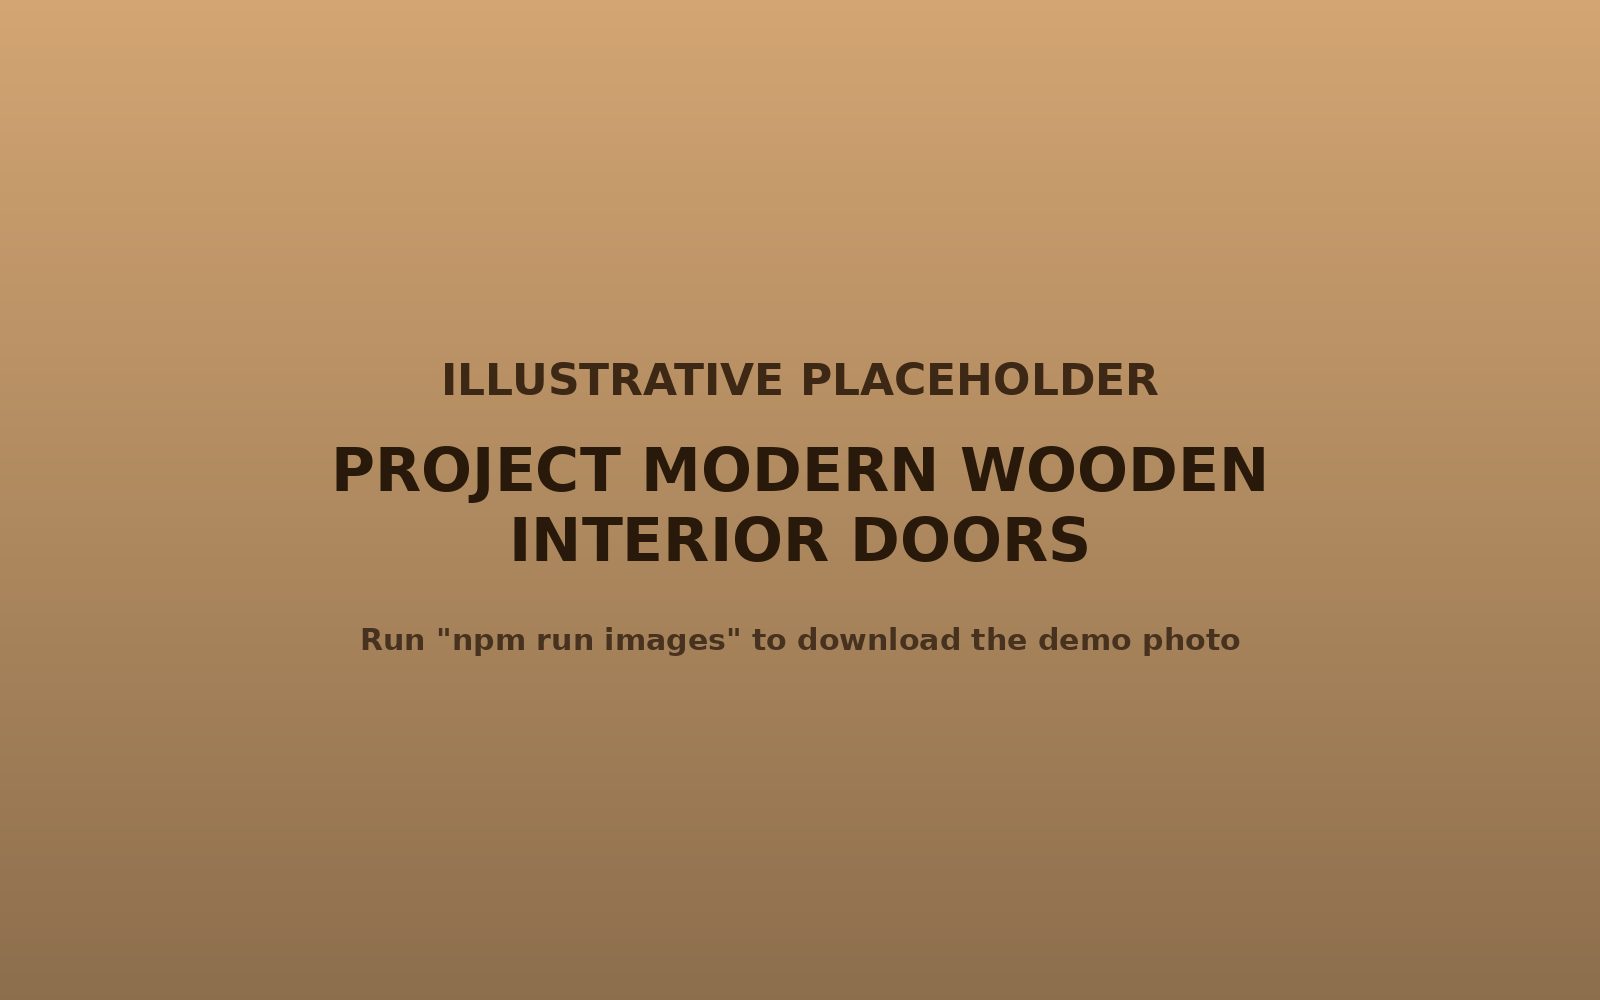 ILLUSTRATIVE PLACEHOLDER
PROJECT MODERN WOODEN
INTERIOR DOORS
Run "npm run images" to download the demo photo